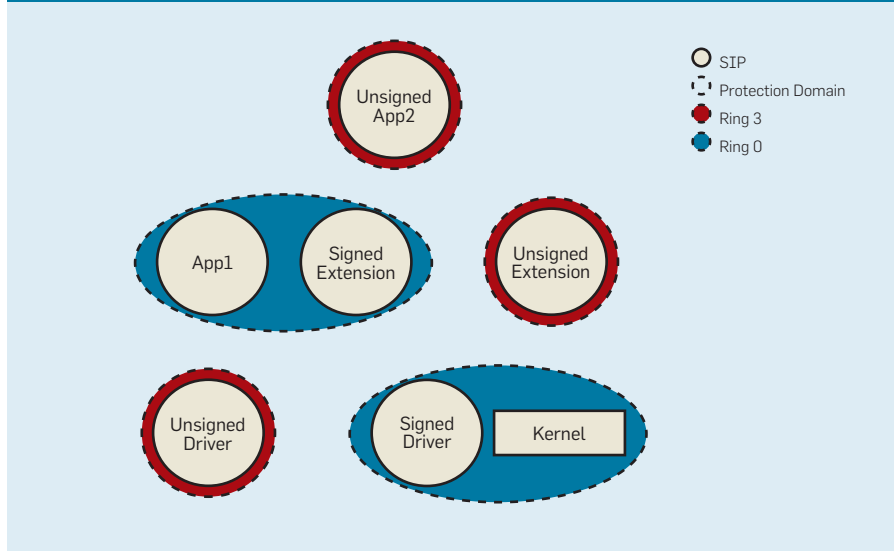 Unsigned
App2
SIP
Protection Domain
Ring 3
Ring 0
App1
Signed
Extension
Unsigned
Extension
Unsigned
Driver
Signed
Driver
Kernel